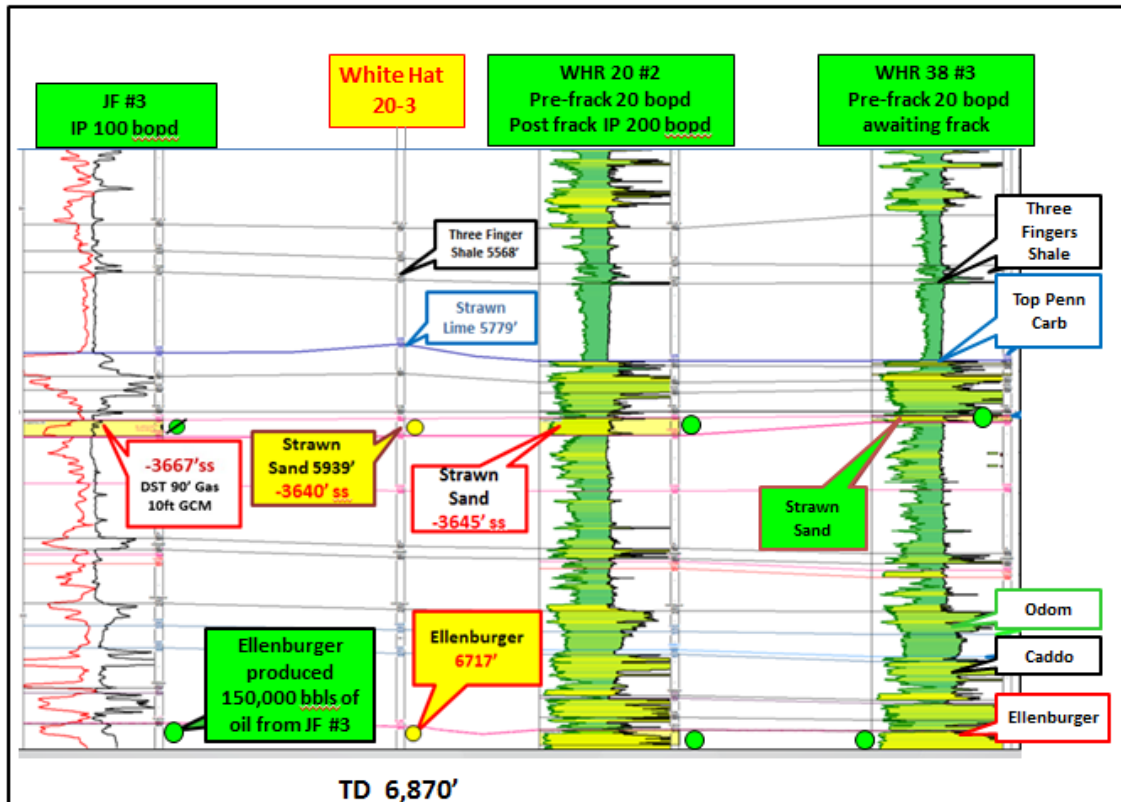 JF #3
IP 100 bopd
White Hat
20-3
WHR 20 #2
Pre-frack 20 bopd
Post frack IP 200 bopd
WHR 38 #3
Pre-frack 20 bopd
awaiting frack
Three Finger
Shale 5568’
Three
Fingers
Shale
Strawn
Lime 5779’
Top Penn
Carb
-3667’ss
DST 90’ Gas
10ft GCM
Strawn
Sand 5939’
-3640’ ss
Strawn
Sand
-3645’ ss
Strawn
Sand
Ellenburger
produced
150,000 bbls of
oil from JF #3
Ellenburger
6717’
Odom
Caddo
Ellenburger
TD 6,870’